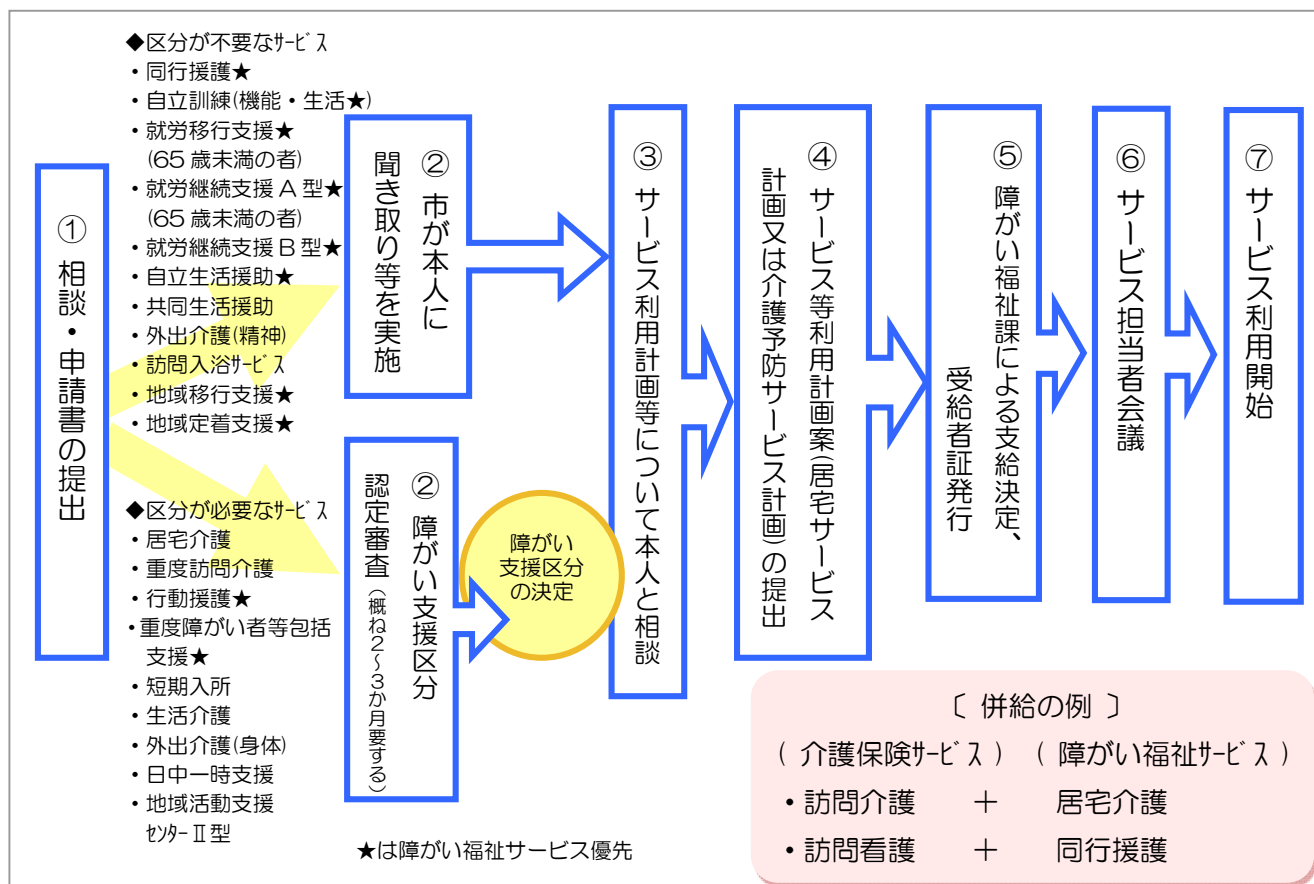 ◆区分が不要なｻｰﾋﾞｽ
・同行援護★
・自立訓練(機能・生活★)
・就労移行支援★
(65 歳未満の者)
・就労継続支援 A 型★
(65 歳未満の者)
・就労継続支援 B 型★
・自立生活援助★
・共同生活援助
・外出介護(精神)
・訪問入浴サービス
・地域移行支援★
・地域定着支援★
◆区分が必要なｻｰﾋﾞｽ
・居宅介護
・重度訪問介護
・行動援護★
・重度障がい者等包括
支援★
・短期入所
・生活介護
・外出介護(身体)
・日中一時支援
・地域活動支援
ｾﾝﾀｰⅡ型
① 相談・申請書の提出
② 市が本人に
聞き取り等を実施
② 障がい支援区分
認定審査（概ね２～３か月要する）
障がい
支援区分
の決定
③ サービス利用計画等について本人と相談
④ サービス等利用計画案(居宅サービス
計画又は介護予防サービス計画)の提出
⑤ 障がい福祉課による支給決定、
受給者証発行
⑥ サービス担当者会議
⑦ サービス利用開始
★は障がい福祉サービス優先
〔 併給の例 〕
( 介護保険ｻｰﾋﾞｽ ) ( 障がい福祉ｻｰﾋﾞｽ )
・訪問介護 ＋ 居宅介護
・訪問看護 ＋ 同行援護